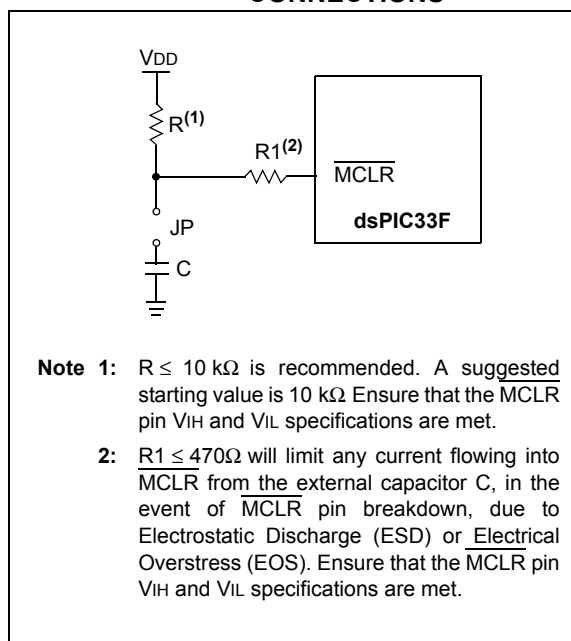 CONNECTIONS
VDD
R(1)
R1(2)
MCLR
dsPIC33F
JP
C
Note 1: R ≤ 10 kΩ is recommended. A suggested
starting value is 10 kΩ Ensure that the MCLR
pin VIH and VIL specifications are met.
2: R1 ≤ 470Ω will limit any current flowing into
MCLR from the external capacitor C, in the
event of MCLR pin breakdown, due to
Electrostatic Discharge (ESD) or Electrical
Overstress (EOS). Ensure that the MCLR pin
VIH and VIL specifications are met.